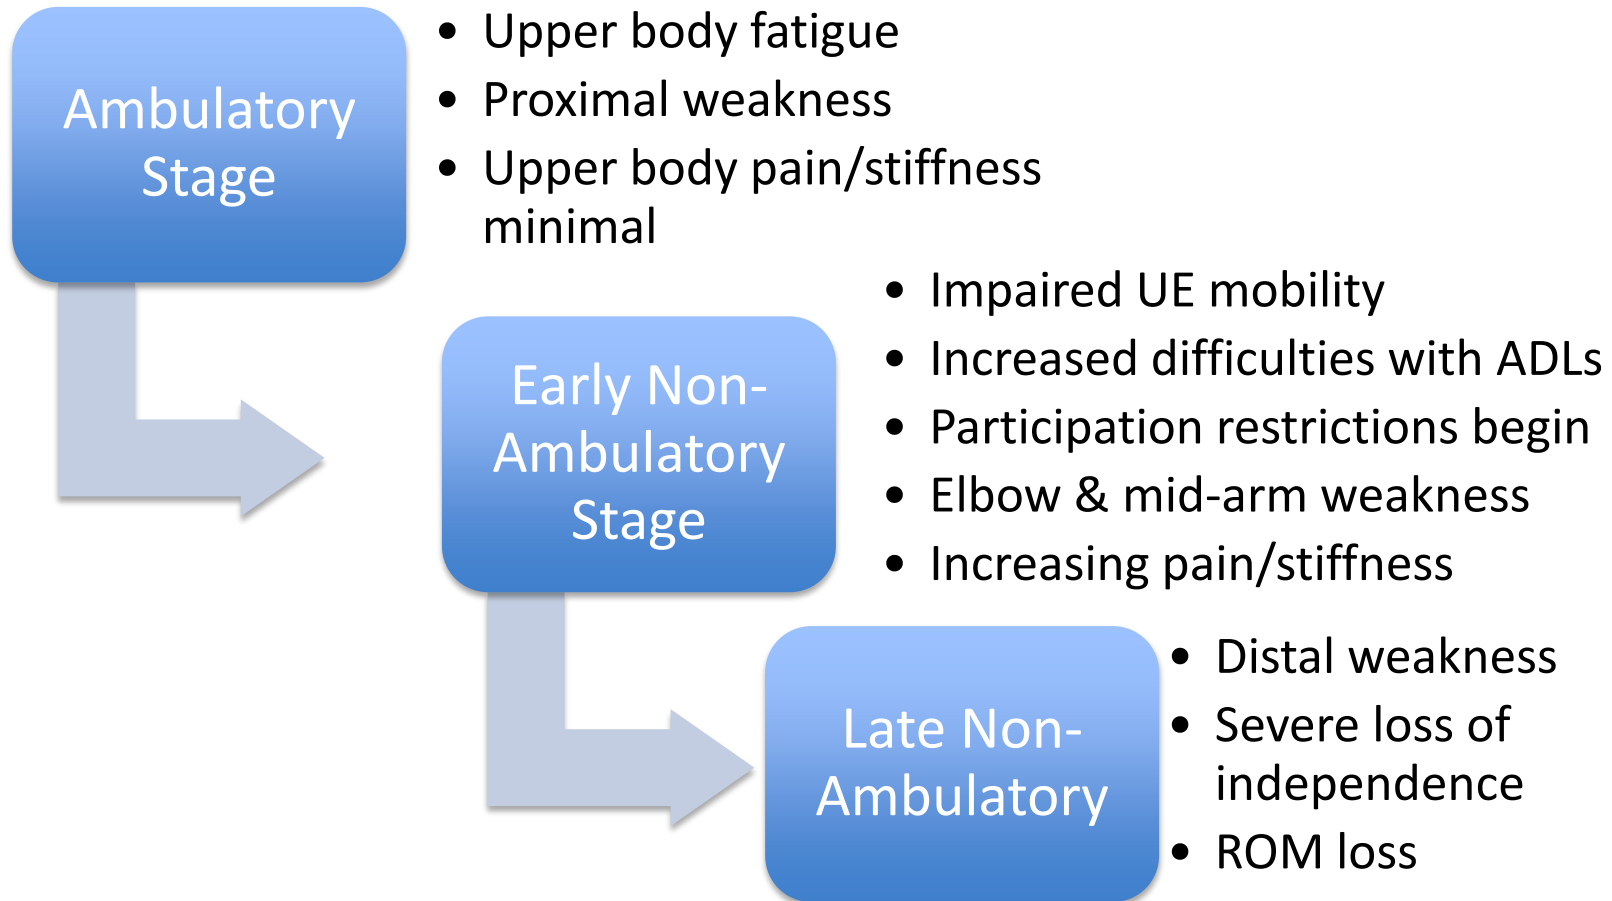 Ambulatory
Stage
• Upper body fatigue
• Proximal weakness
• Upper body pain/stiffness
minimal
Early Non-
Ambulatory
Stage
• Impaired UE mobility
• Increased difficulties with ADLs
• Participation restrictions begin
• Elbow & mid-arm weakness
• Increasing pain/stiffness
Late Non-
Ambulatory
• Distal weakness
• Severe loss of
independence
• ROM loss